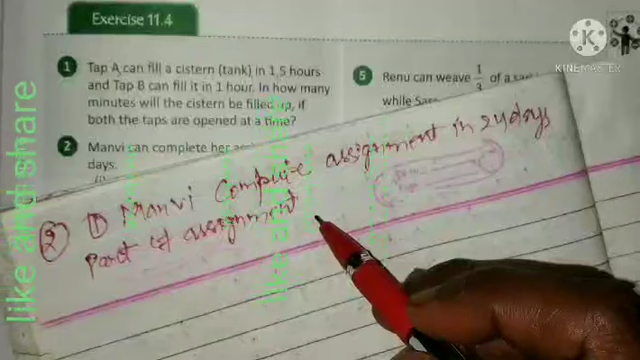 Exercise 11.4
KINEMASTER
1 Tap A can fill a cistern (tank) in 1.5 hours
and Tap B can fill it in 1 hour. In how many
minutes will the cistern be filled up, if
both the taps are opened at a time?
2 Manvi can complete her
days.
5 Renu can weave 1/3 of a
while
(2) (1) Manvi Complete assignment in 24 days
Part of assignment
like and share
like and share